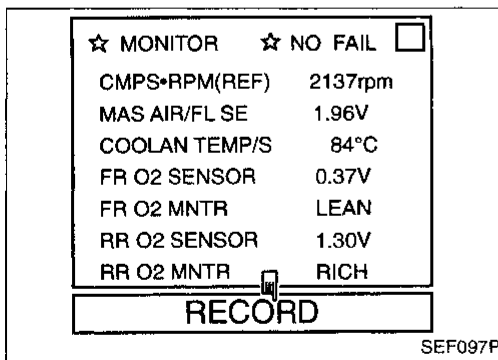 ☆ MONITOR ☆ NO FAIL
CMPS•RPM(REF) 2137rpm
MAS AIR/FL SE 1.96V
COOLAN TEMP/S 84°C
FR O2 SENSOR 0.37V
FR O2 MNTR LEAN
RR O2 SENSOR 1.30V
RR O2 MNTR RICH
RECORD
SEF097P